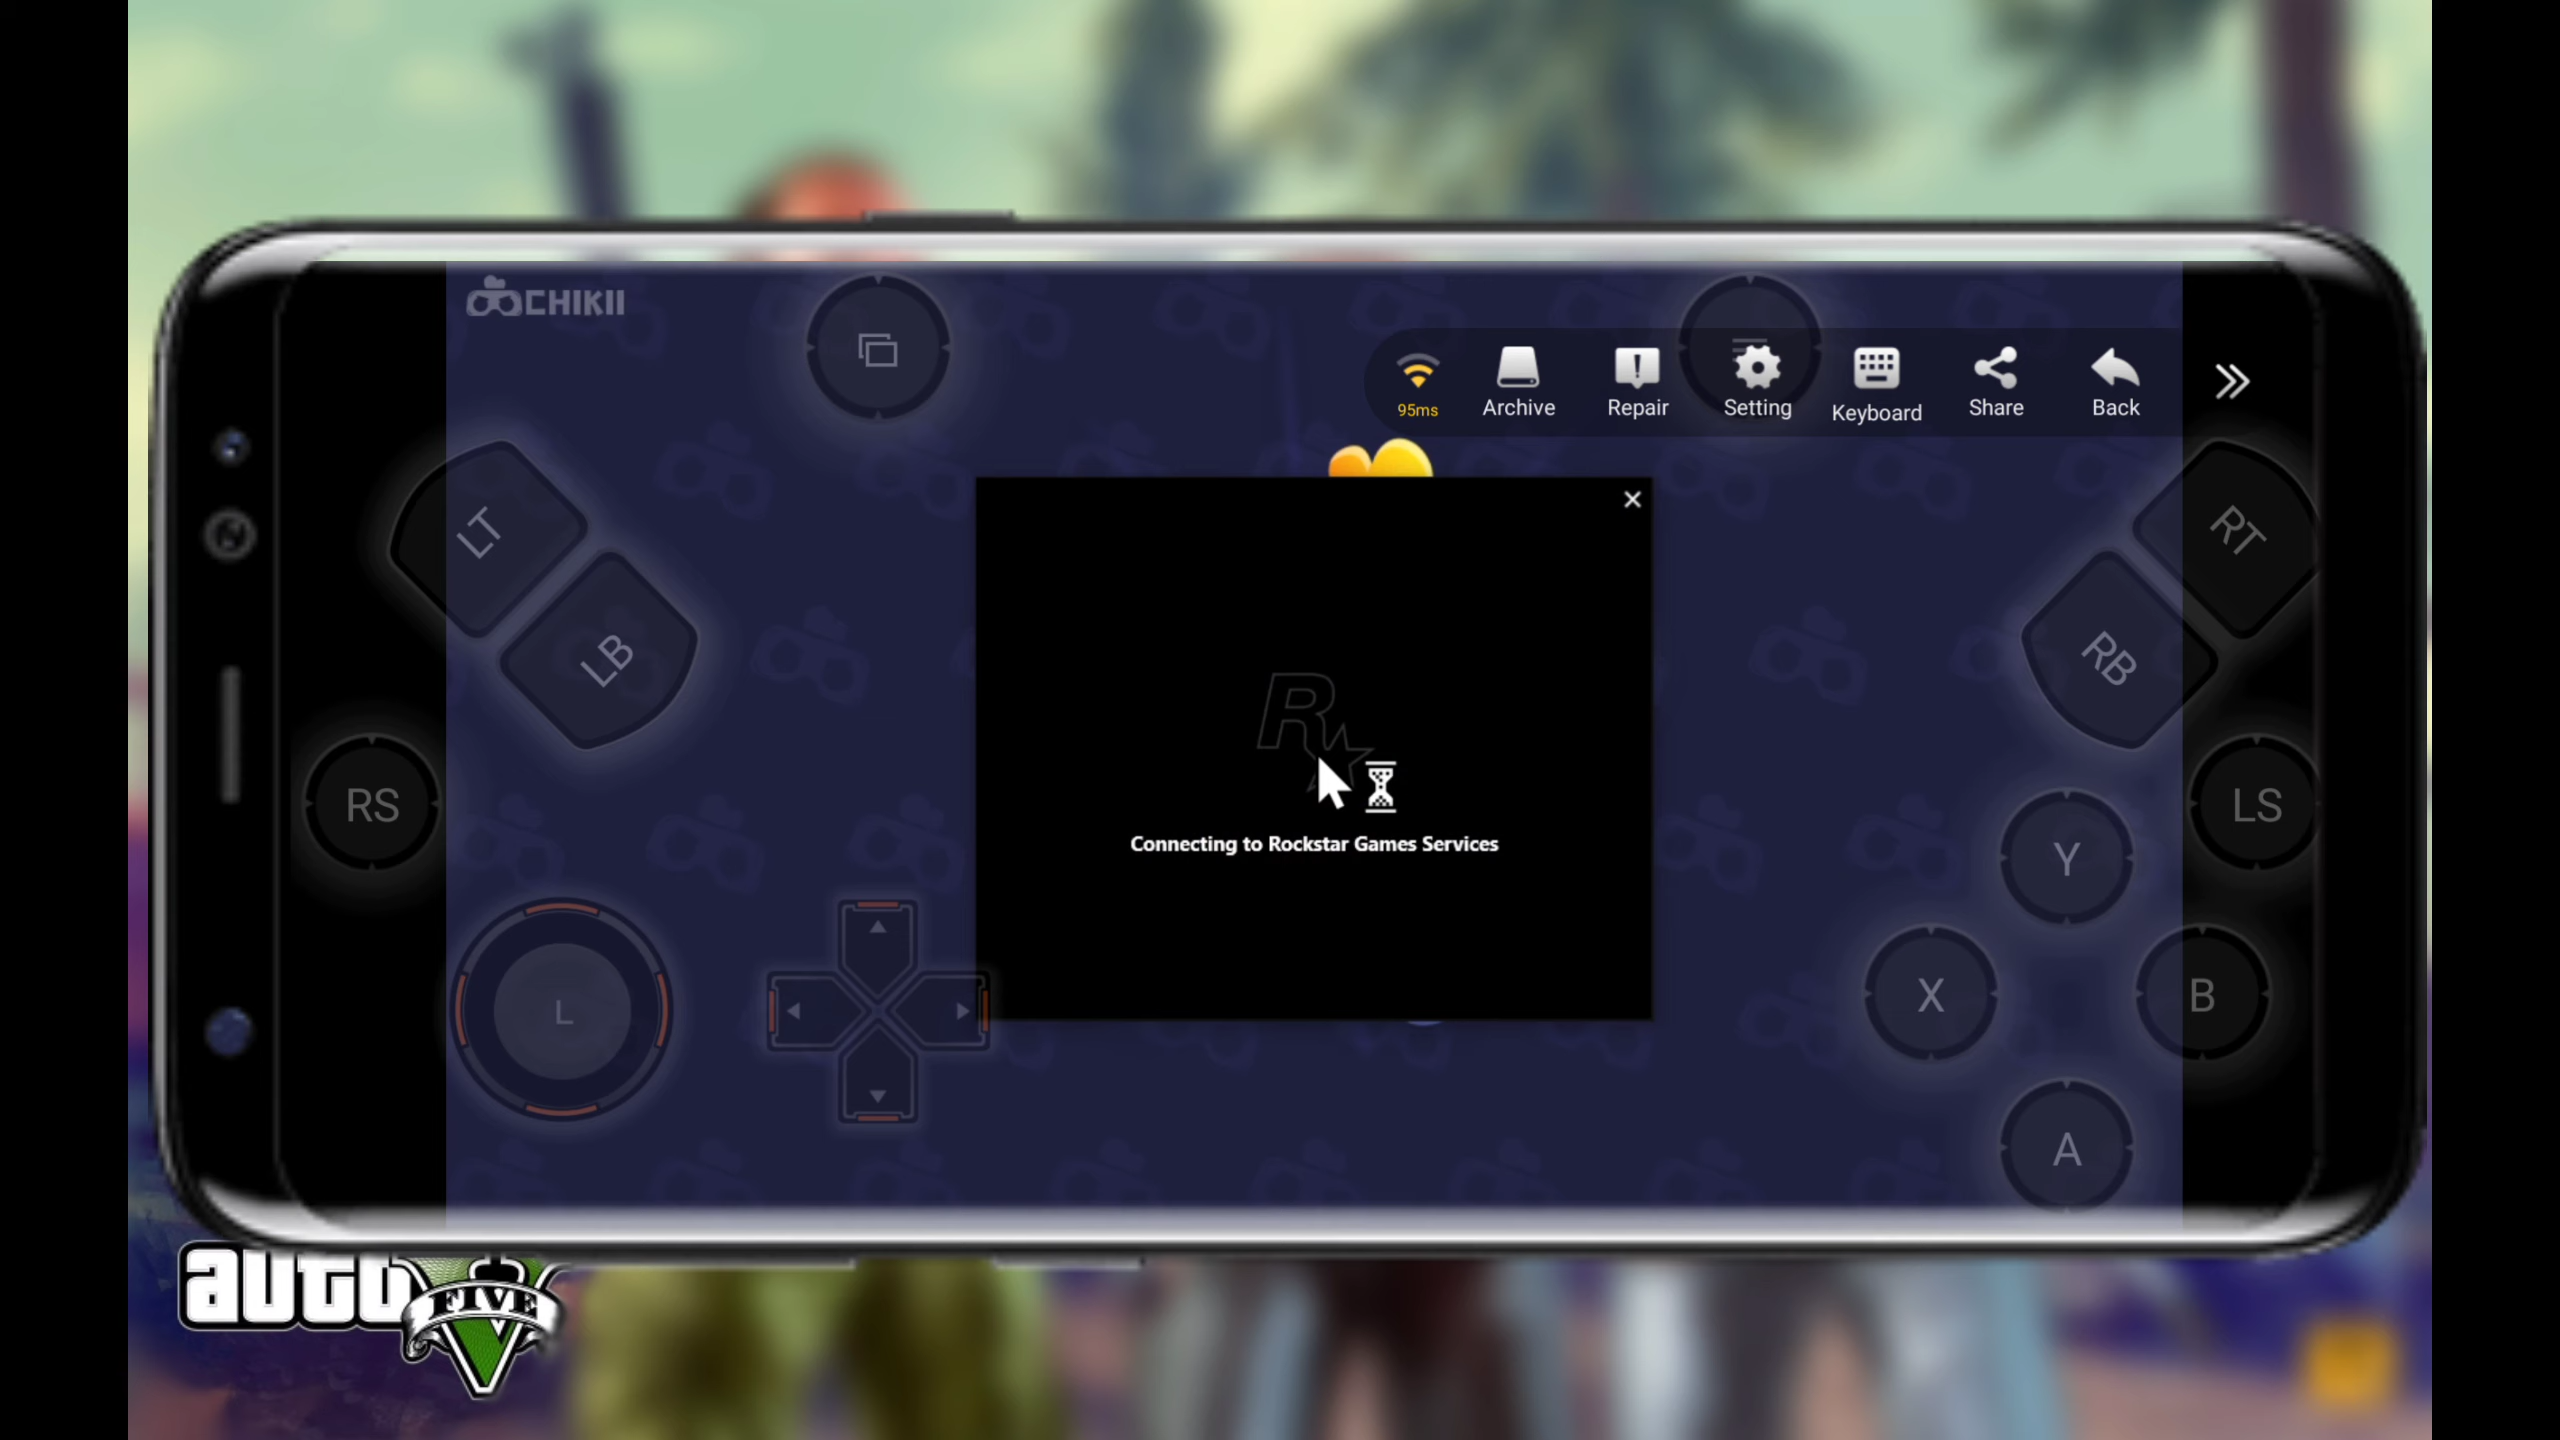 CHIKII
95ms
Archive
Repair
Setting
Keyboard
Share
Back
LT
LB
RT
RB
RS
LS
R
Connecting to Rockstar Games Services
Y
X
B
A
L
auto
FIVE
V